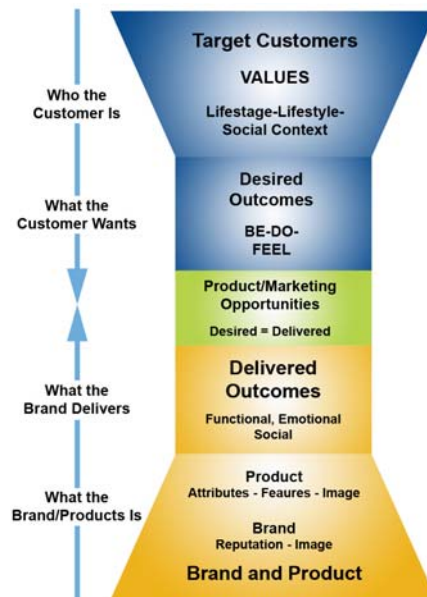 Target Customers
VALUES
Lifestage-Lifestyle-
Social Context
Who the
Customer Is
Desired
Outcomes
BE-DO-
FEEL
What the
Customer Wants
Product/Marketing
Opportunities
Desired = Delivered
Delivered
Outcomes
Functional, Emotional
Social
What the
Brand Delivers
Product
Attributes - Feaures - Image
Brand
Reputation - Image
Brand and Product
What the
Brand/Products Is